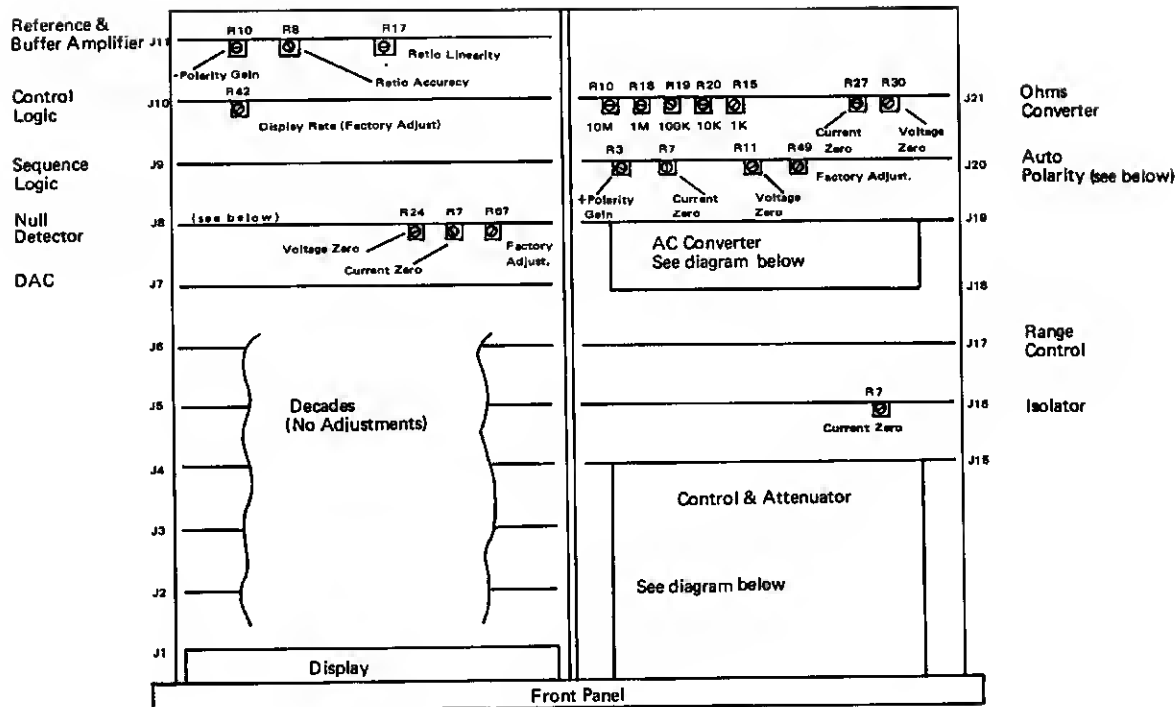 Reference &
Buffer Amplifier
J11
R10
R8
R17
-Polarity Gain
Ratio Accuracy
Ratio Linearity
Control
Logic
J10
R42
Display Rate (Factory Adjust)
Sequence
Logic
J9
Null
Detector
J8
(see below)
R24
R7
R67
Voltage Zero
Current Zero
Factory
Adjust.
DAC
J7
J6
J5
J4
J3
J2
J1
Decades
(No Adjustments)
Display
R10
R18
R19
R20
R15
R27
R30
J21
Ohms
Converter
10M
1M
100K
10K
1K
Current
Zero
Voltage
Zero
R3
R7
R11
R49
J20
Auto
Polarity (see below)
+Polarity
Gain
Current
Zero
Voltage
Zero
Factory Adjust.
J19
AC Converter
See diagram below
J18
J17
Range
Control
R7
J16
Isolator
Current Zero
J15
Control & Attenuator
See diagram below
Front Panel